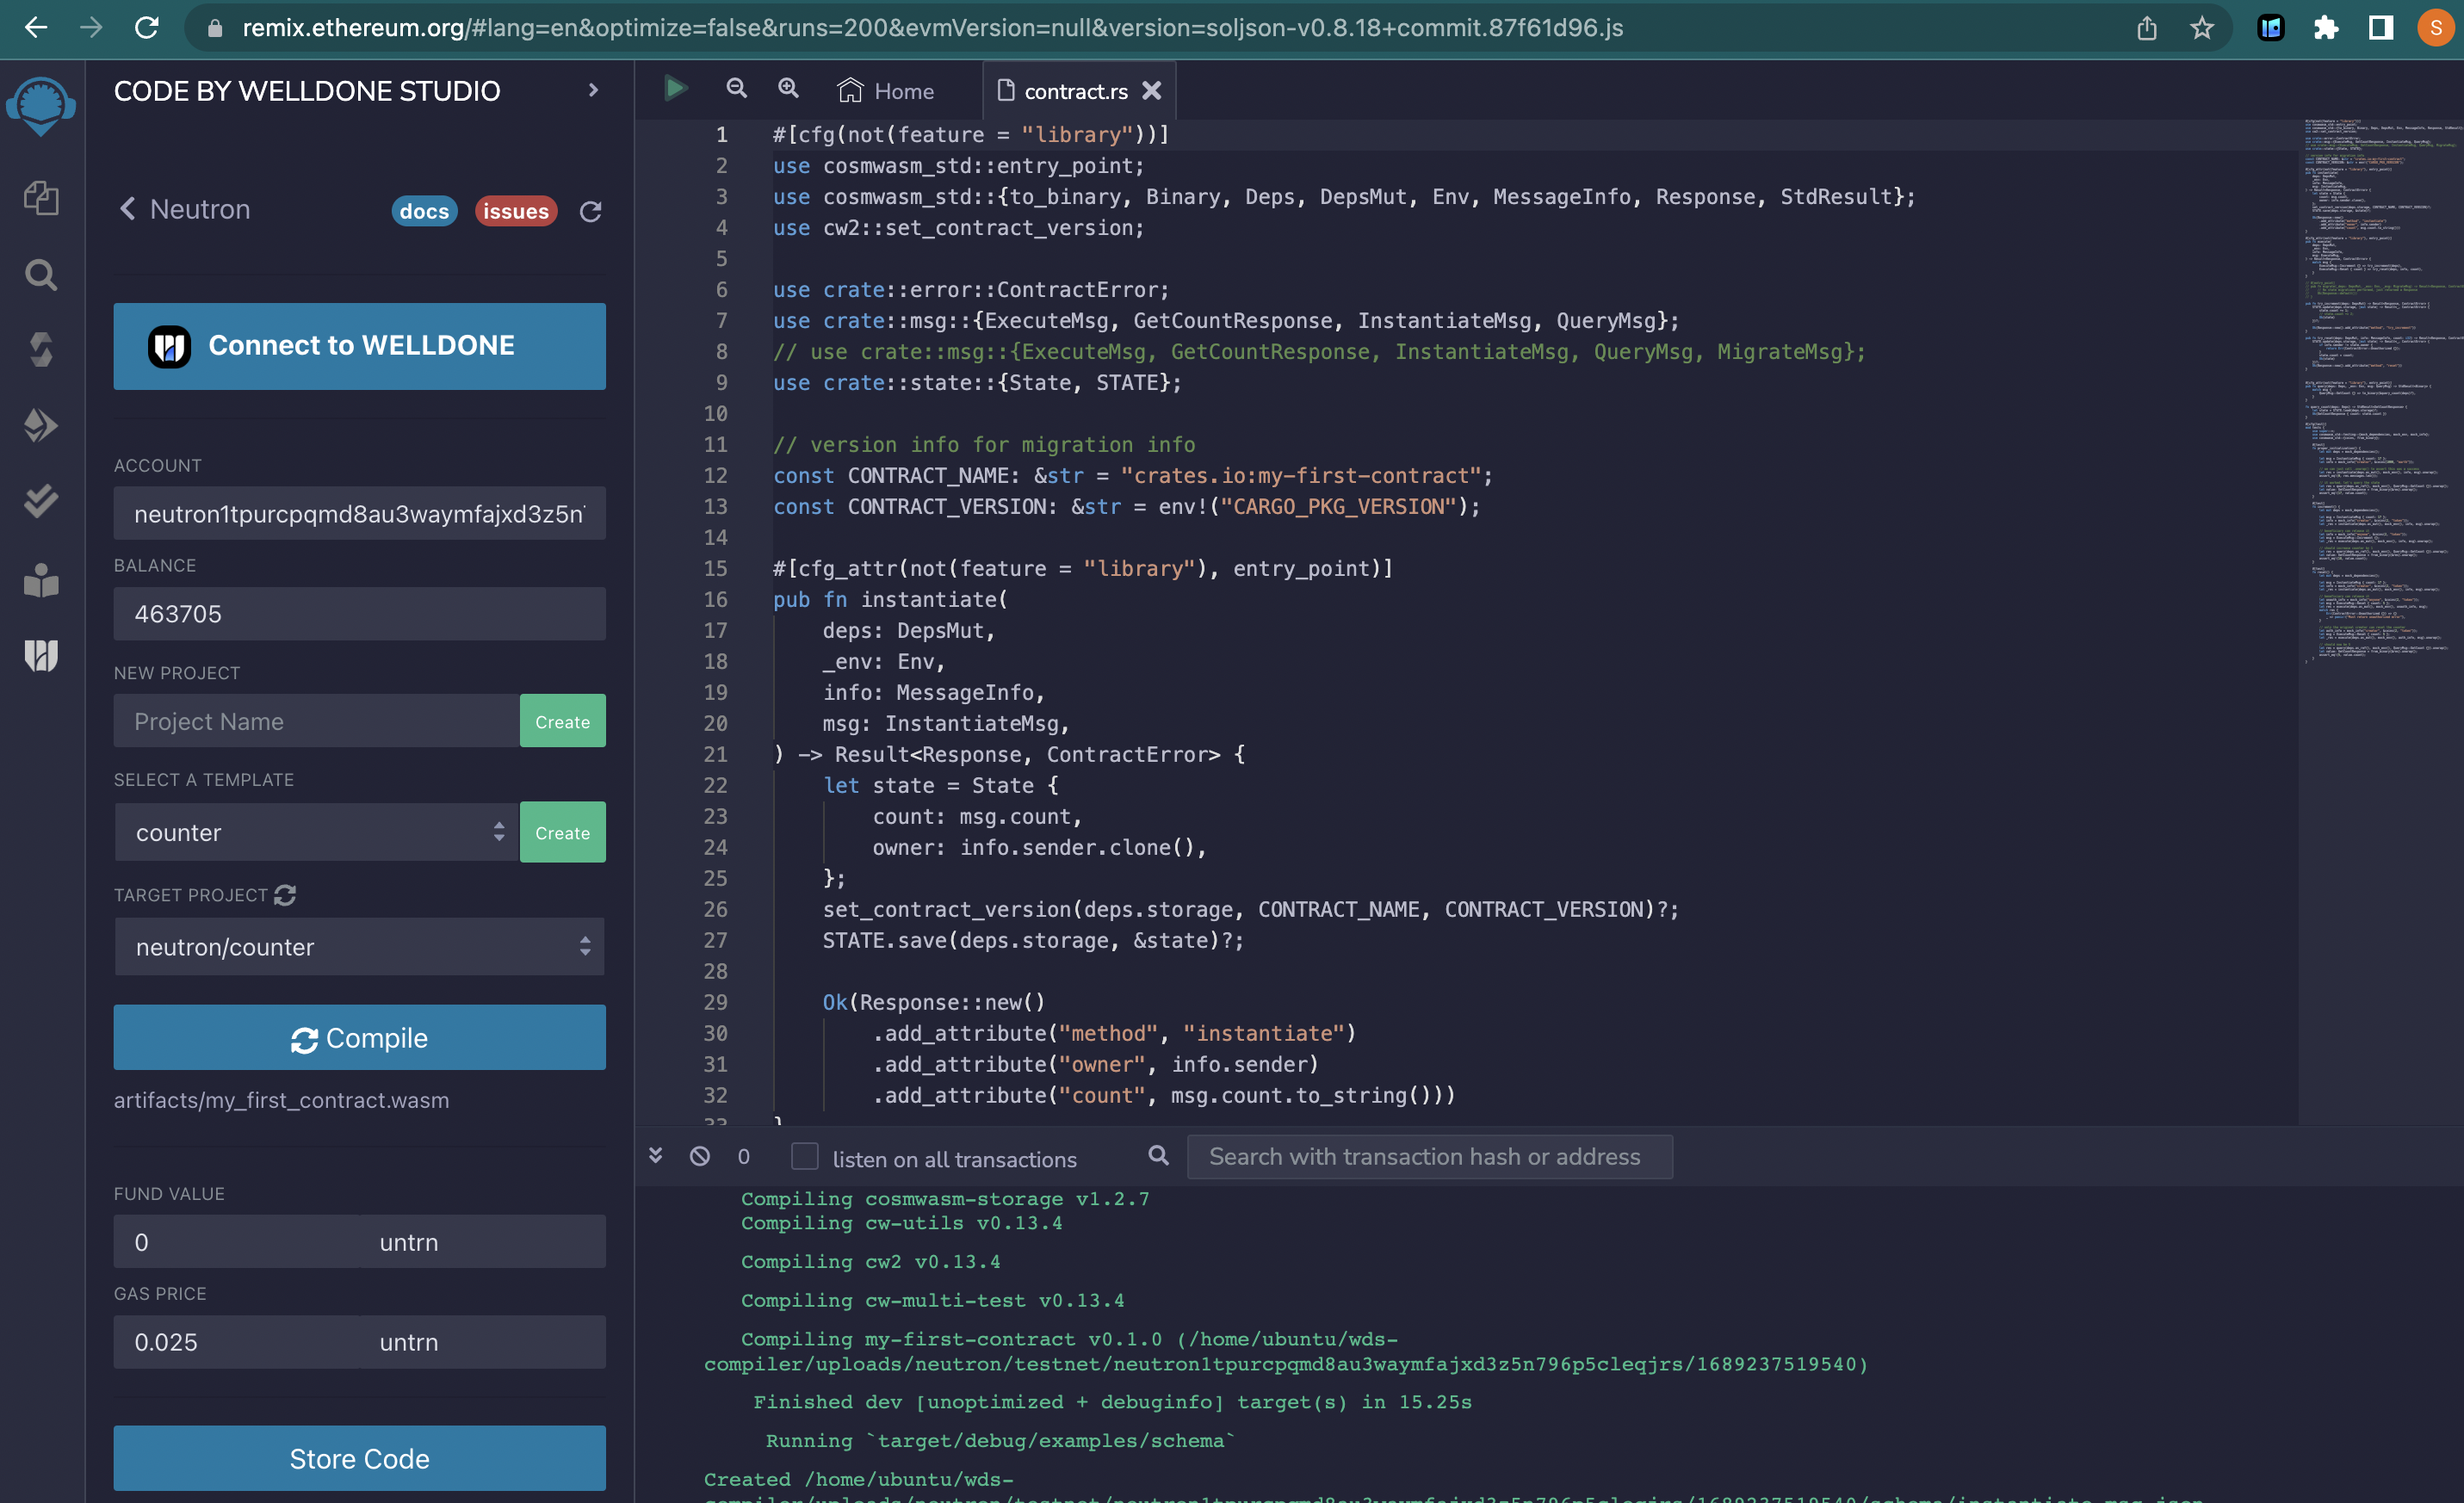 remix.ethereum.org/#lang=en&optimize=false&runs=200&evmVersion=null&version=soljson-v0.8.18+commit.87f61d96.js
S
CODE BY WELLDONE STUDIO
Neutron
docs
issues
Connect to WELLDONE
ACCOUNT
neutron1tpurcpqmd8au3waymfajxd3z5n
BALANCE
463705
NEW PROJECT
Project Name
Create
SELECT A TEMPLATE
counter
Create
TARGET PROJECT
neutron/counter
Compile
artifacts/my_first_contract.wasm
FUND VALUE
0 untrn
GAS PRICE
0.025 untrn
Store Code
Home
contract.rs
1 #[cfg(not(feature = "library"))]
2 use cosmwasm_std::entry_point;
3 use cosmwasm_std::{to_binary, Binary, Deps, DepsMut, Env, MessageInfo, Response, StdResult};
4 use cw2::set_contract_version;
5
6 use crate::error::ContractError;
7 use crate::msg::{ExecuteMsg, GetCountResponse, InstantiateMsg, QueryMsg};
8 // use crate::msg::{ExecuteMsg, GetCountResponse, InstantiateMsg, QueryMsg, MigrateMsg};
9 use crate::state::{State, STATE};
10
11 // version info for migration info
12 const CONTRACT_NAME: &str = "crates.io:my-first-contract";
13 const CONTRACT_VERSION: &str = env!("CARGO_PKG_VERSION");
14
15 #[cfg_attr(not(feature = "library"), entry_point)]
16 pub fn instantiate(
17 deps: DepsMut,
18 _env: Env,
19 info: MessageInfo,
20 msg: InstantiateMsg,
21 ) -> Result<Response, ContractError> {
22 let state = State {
23 count: msg.count,
24 owner: info.sender.clone(),
25 };
26 set_contract_version(deps.storage, CONTRACT_NAME, CONTRACT_VERSION)?;
27 STATE.save(deps.storage, &state)?;
28
29 Ok(Response::new()
30 .add_attribute("method", "instantiate")
31 .add_attribute("owner", info.sender)
32 .add_attribute("count", msg.count.to_string()))
33 }
0
listen on all transactions
Search with transaction hash or address
Compiling cosmwasm-storage v1.2.7
Compiling cw-utils v0.13.4
Compiling cw2 v0.13.4
Compiling cw-multi-test v0.13.4
Compiling my-first-contract v0.1.0 (/home/ubuntu/wds-
compiler/uploads/neutron/testnet/neutron1tpurcpqmd8au3waymfajxd3z5n796p5cleqjrs/1689237519540)
Finished dev [unoptimized + debuginfo] target(s) in 15.25s
Running `target/debug/examples/schema`
Created /home/ubuntu/wds-
compiler/uploads/neutron/testnet/neutron1tpurcpqmd8au3waymfajxd3z5n796p5cleqjrs/1689237519540/schema/instantiate_msg.json